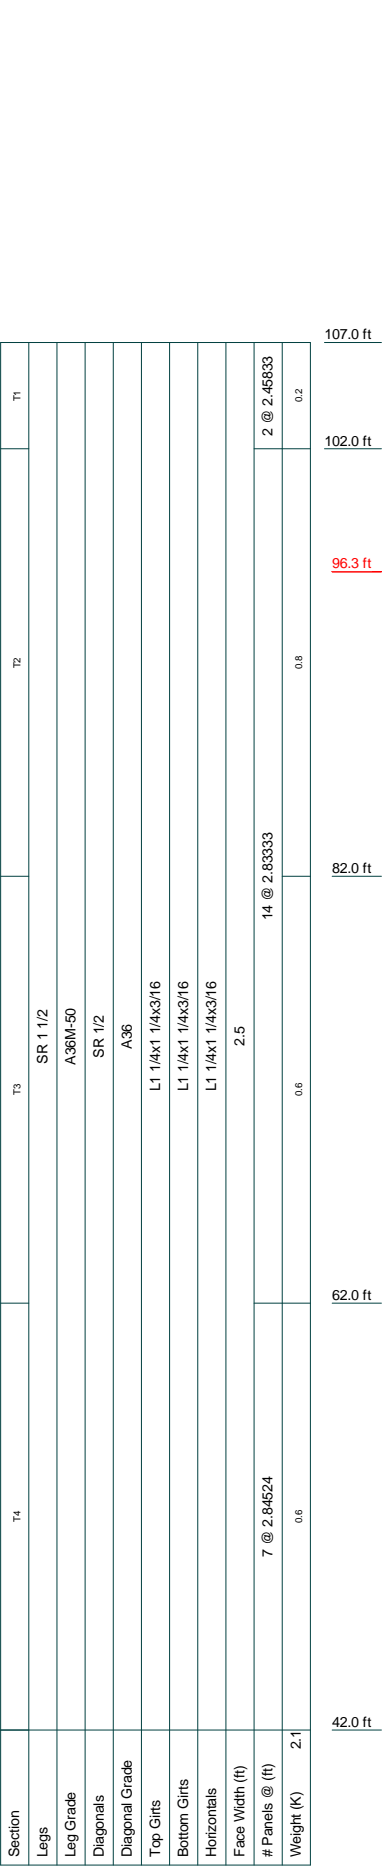 Section
T4
T3
T2
T1
Legs
SR 1 1/2
Leg Grade
A36M-50
Diagonals
SR 1/2
Diagonal Grade
A36
Top Girts
L1 1/4x1 1/4x3/16
Bottom Girts
L1 1/4x1 1/4x3/16
Horizontals
L1 1/4x1 1/4x3/16
Face Width (ft)
2.5
# Panels @ (ft)
7 @ 2.84524
14 @ 2.83333
2 @ 2.45833
Weight (K)
2.1
0.6
0.6
0.8
0.2
107.0 ft
102.0 ft
96.3 ft
82.0 ft
62.0 ft
42.0 ft